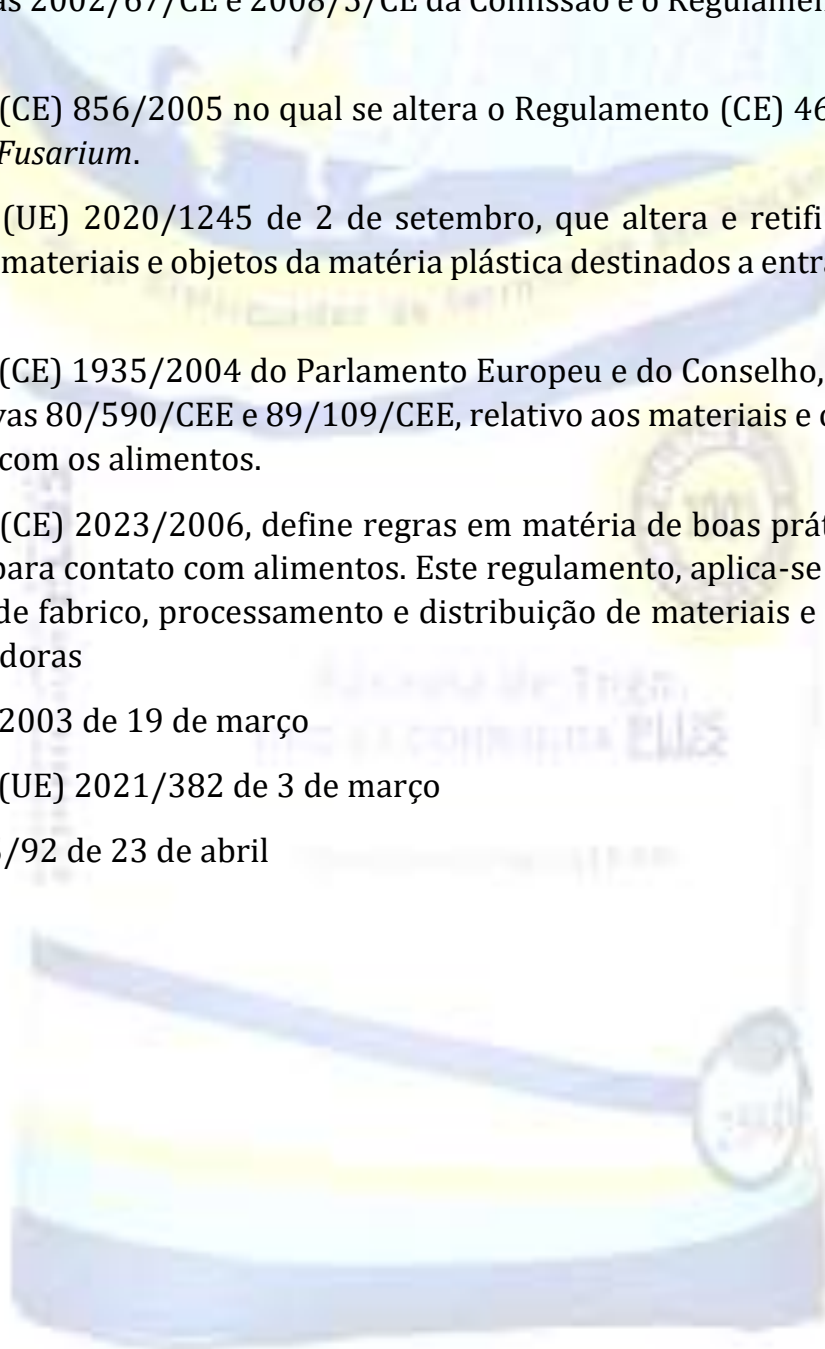 as 2002/67/CE e 2008/5/CE da Comissão e o Regulamen
(CE) 856/2005 no qual se altera o Regulamento (CE) 46
Fusarium.
(UE) 2020/1245 de 2 de setembro, que altera e retifi
materiais e objetos da matéria plástica destinados a entra
(CE) 1935/2004 do Parlamento Europeu e do Conselho,
vas 80/590/CEE e 89/109/CEE, relativo aos materiais e o
com os alimentos.
(CE) 2023/2006, define regras em matéria de boas prát
para contato com alimentos. Este regulamento, aplica-se
de fabrico, processamento e distribuição de materiais e
doras
2003 de 19 de março
(UE) 2021/382 de 3 de março
/92 de 23 de abril
de Trigo
PLUS